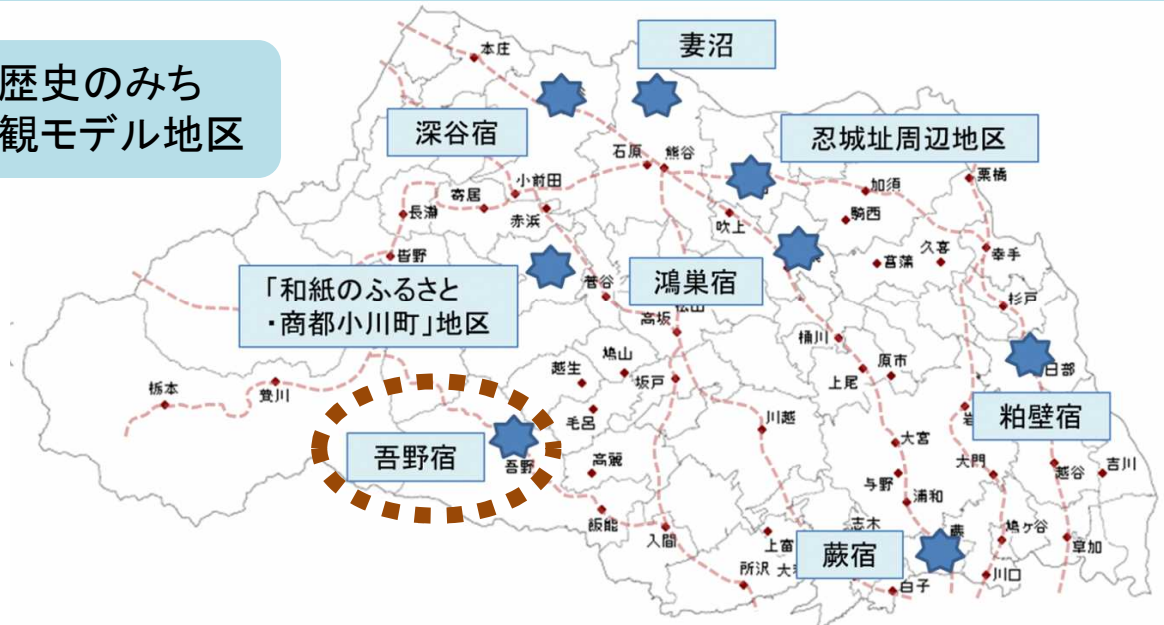 歴史のみち
観モデル地区
妻沼
本庄
深谷宿
忍城址周辺地区
石原
熊谷
栗橋
小前田
加須
寄居
長瀞
赤浜
吹上
騎西
皆野
菖蒲
久喜
幸手
「和紙のふるさと
・商都小川町」地区
菅谷
鴻巣宿
杉戸
高坂
桶川
鳩山
原市
越生
坂戸
上尾
日部
栃本
贄川
毛呂
川越
粕壁宿
吾野宿
吾野
高麗
大宮
大門
越谷
吉川
与野
浦和
飯能
入間
志木
蕨宿
鳩ヶ谷
草加
上富
所沢
白子
川口